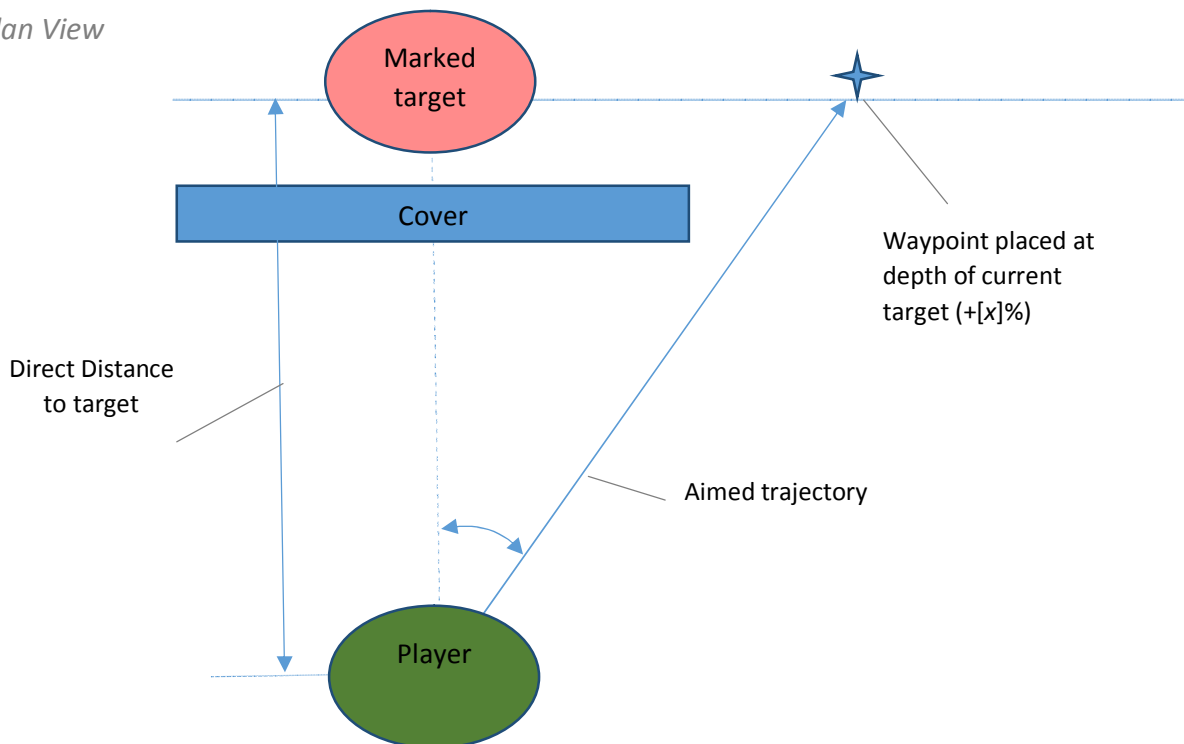 lan View
Marked
target
Cover
Waypoint placed at
depth of current
target (+[x]%)
Direct Distance
to target
Aimed trajectory
Player